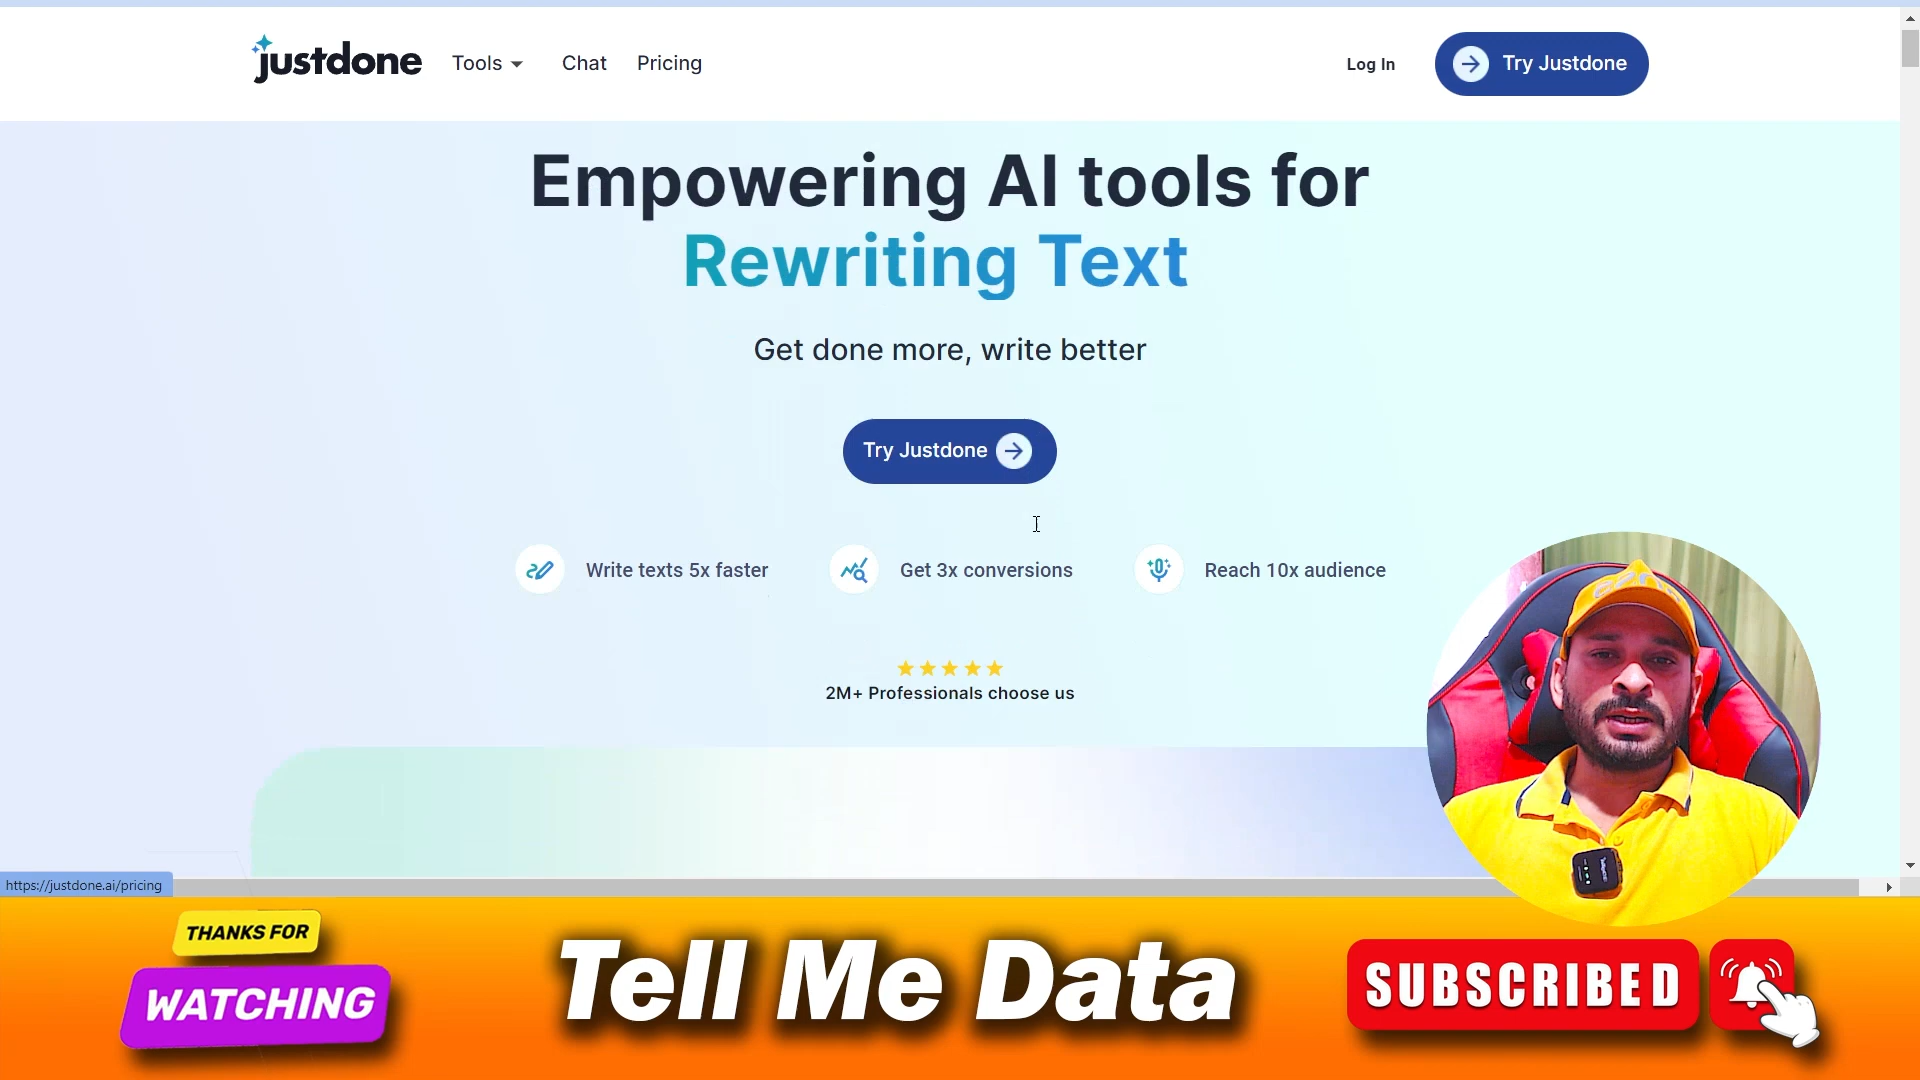 justdone
Tools
Chat
Pricing
Log In
Try Justdone
Empowering AI tools for
Rewriting Text
Get done more, write better
Try Justdone
Write texts 5x faster
Get 3x conversions
Reach 10x audience
2M+ Professionals choose us
https://justdone.ai/pricing
THANKS FOR
WATCHING
Tell Me Data
SUBSCRIBED